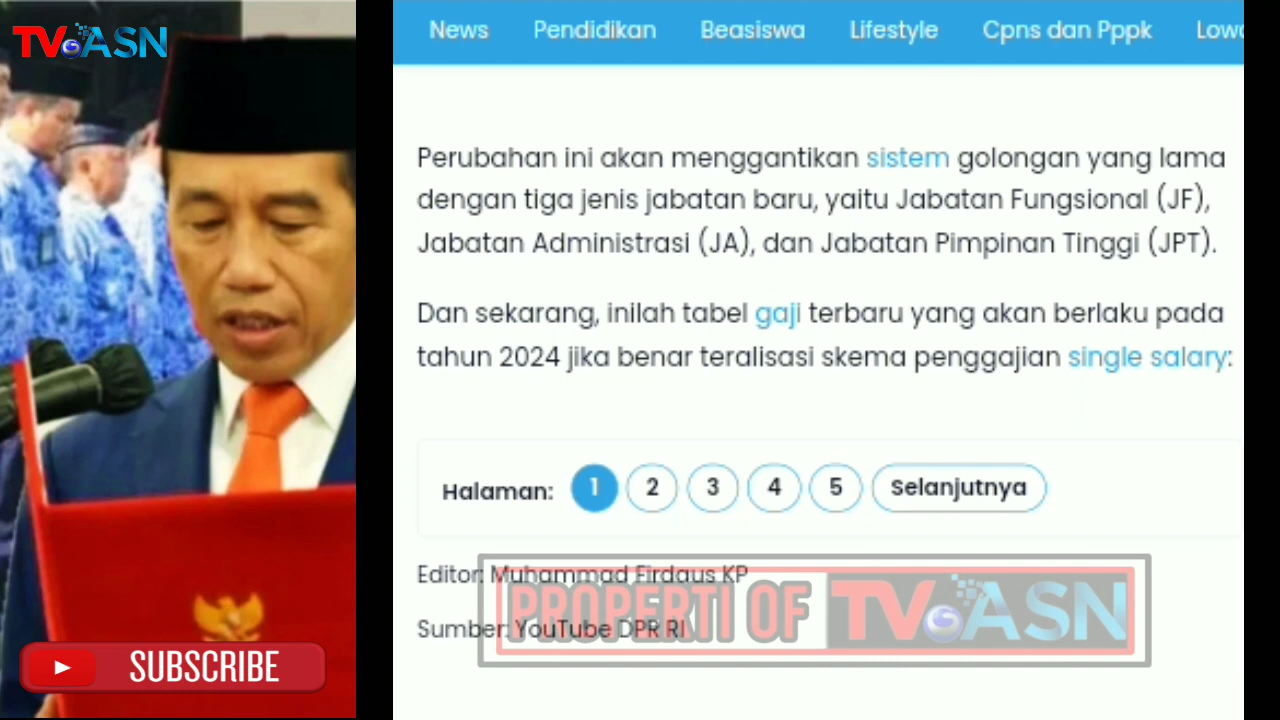 TVASN
News Pendidikan Beasiswa Lifestyle Cpns dan Pppk
Perubahan ini akan menggantikan sistem golongan yang lama
dengan tiga jenis jabatan baru, yaitu Jabatan Fungsional (JF),
Jabatan Administrasi (JA), dan Jabatan Pimpinan Tinggi (JPT).
Dan sekarang, inilah tabel gaji terbaru yang akan berlaku pada
tahun 2024 jika benar teralisasi skema penggajian single salary:
Halaman: 1 2 3 4 5 Selanjutnya
Editor: Muhammad Firdaus KP
Sumber: YouTube DPR RI
PROPERTI OF TVASN
SUBSCRIBE